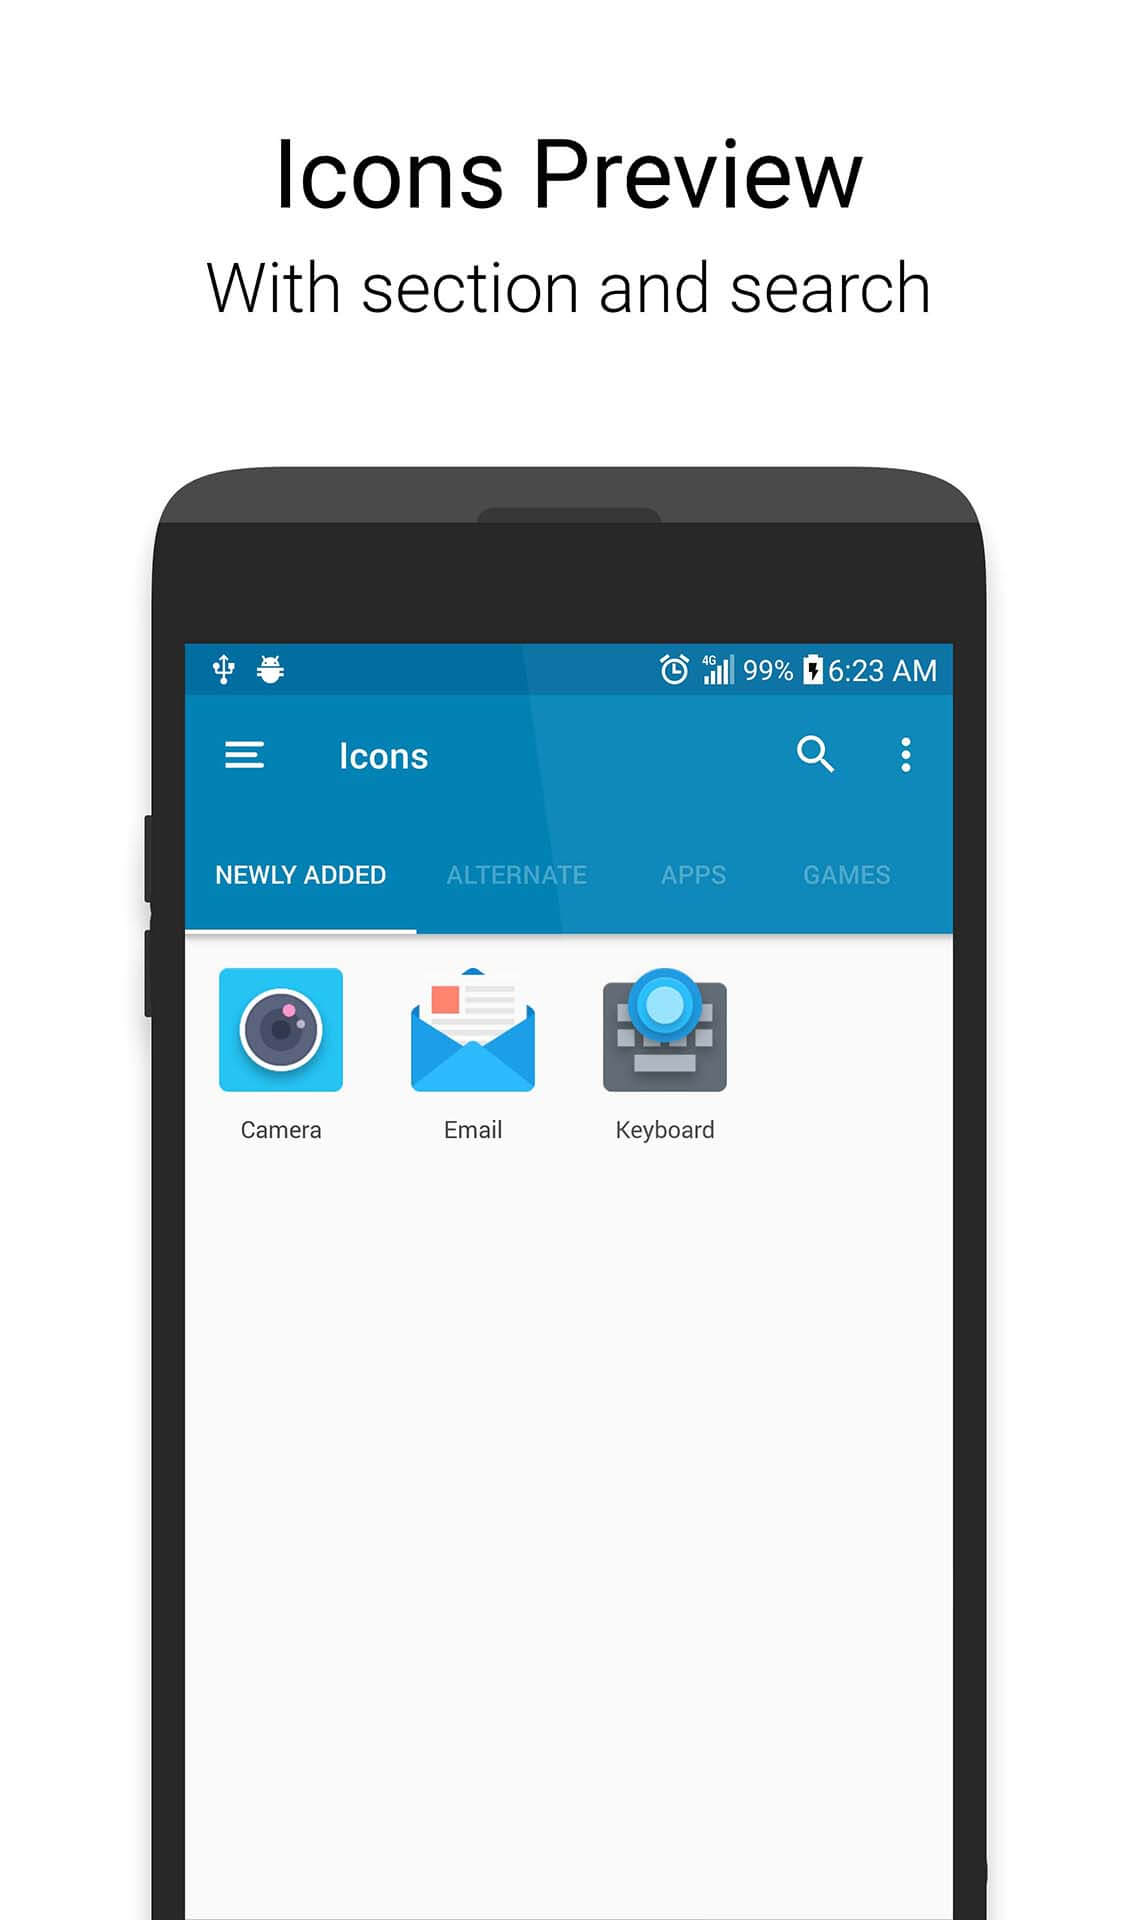 Icons Preview
With section and search
4G 99% 6:23 AM
Icons
NEWLY ADDED ALTERNATE APPS GAMES
Camera Email Keyboard